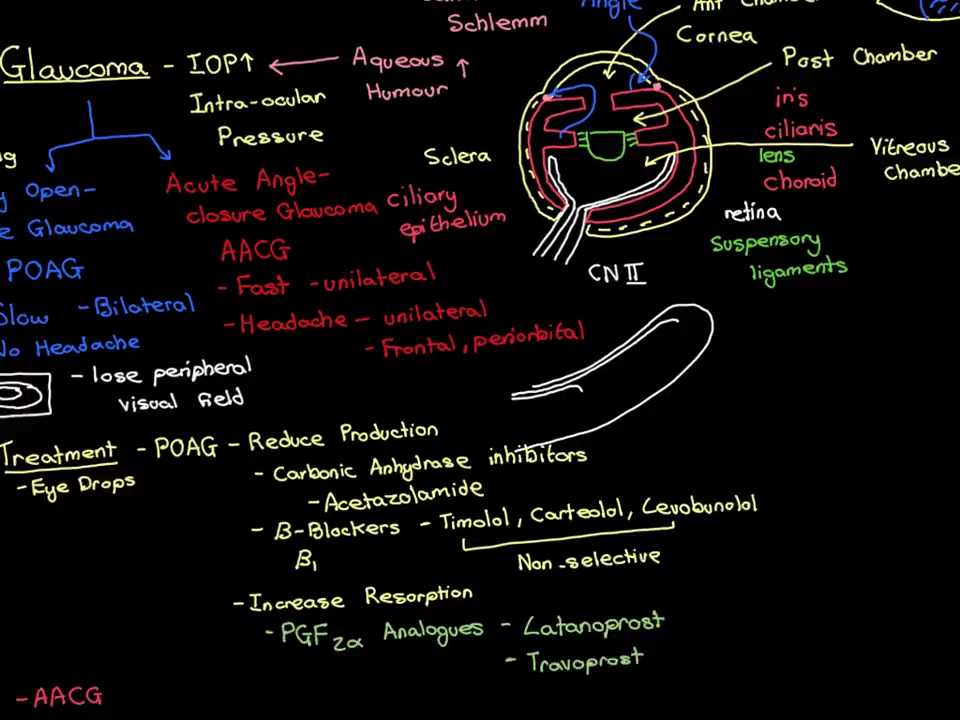 Schlemm
Angle
Ant Chamber
Cornea
Post Chamber
Glaucoma - IOP↑ ← Aqueous ↑
Humour
Intra-ocular
Pressure
iris
ciliaris
lens
choroid
Vitreous
Chambe
Sclera
retina
Suspensory
ligaments
CN II
y Open-
e Glaucoma
POAG
Slow - Bilateral
No Headache
Acute Angle-
closure Glaucoma
AACG
- Fast - unilateral
- Headache - unilateral
- Frontal, periorbital
ciliary
epithelium
- lose peripheral
visual field
Treatment - POAG - Reduce Production
- Eye Drops
- Carbonic Anhydrase inhibitors
- Acetazolamide
- β-Blockers - Timolol, Carteolol, Levobunolol
β₁
Non-selective
- Increase Resorption
- PGF₂α Analogues - Latanoprost
- Travoprost
- AACG